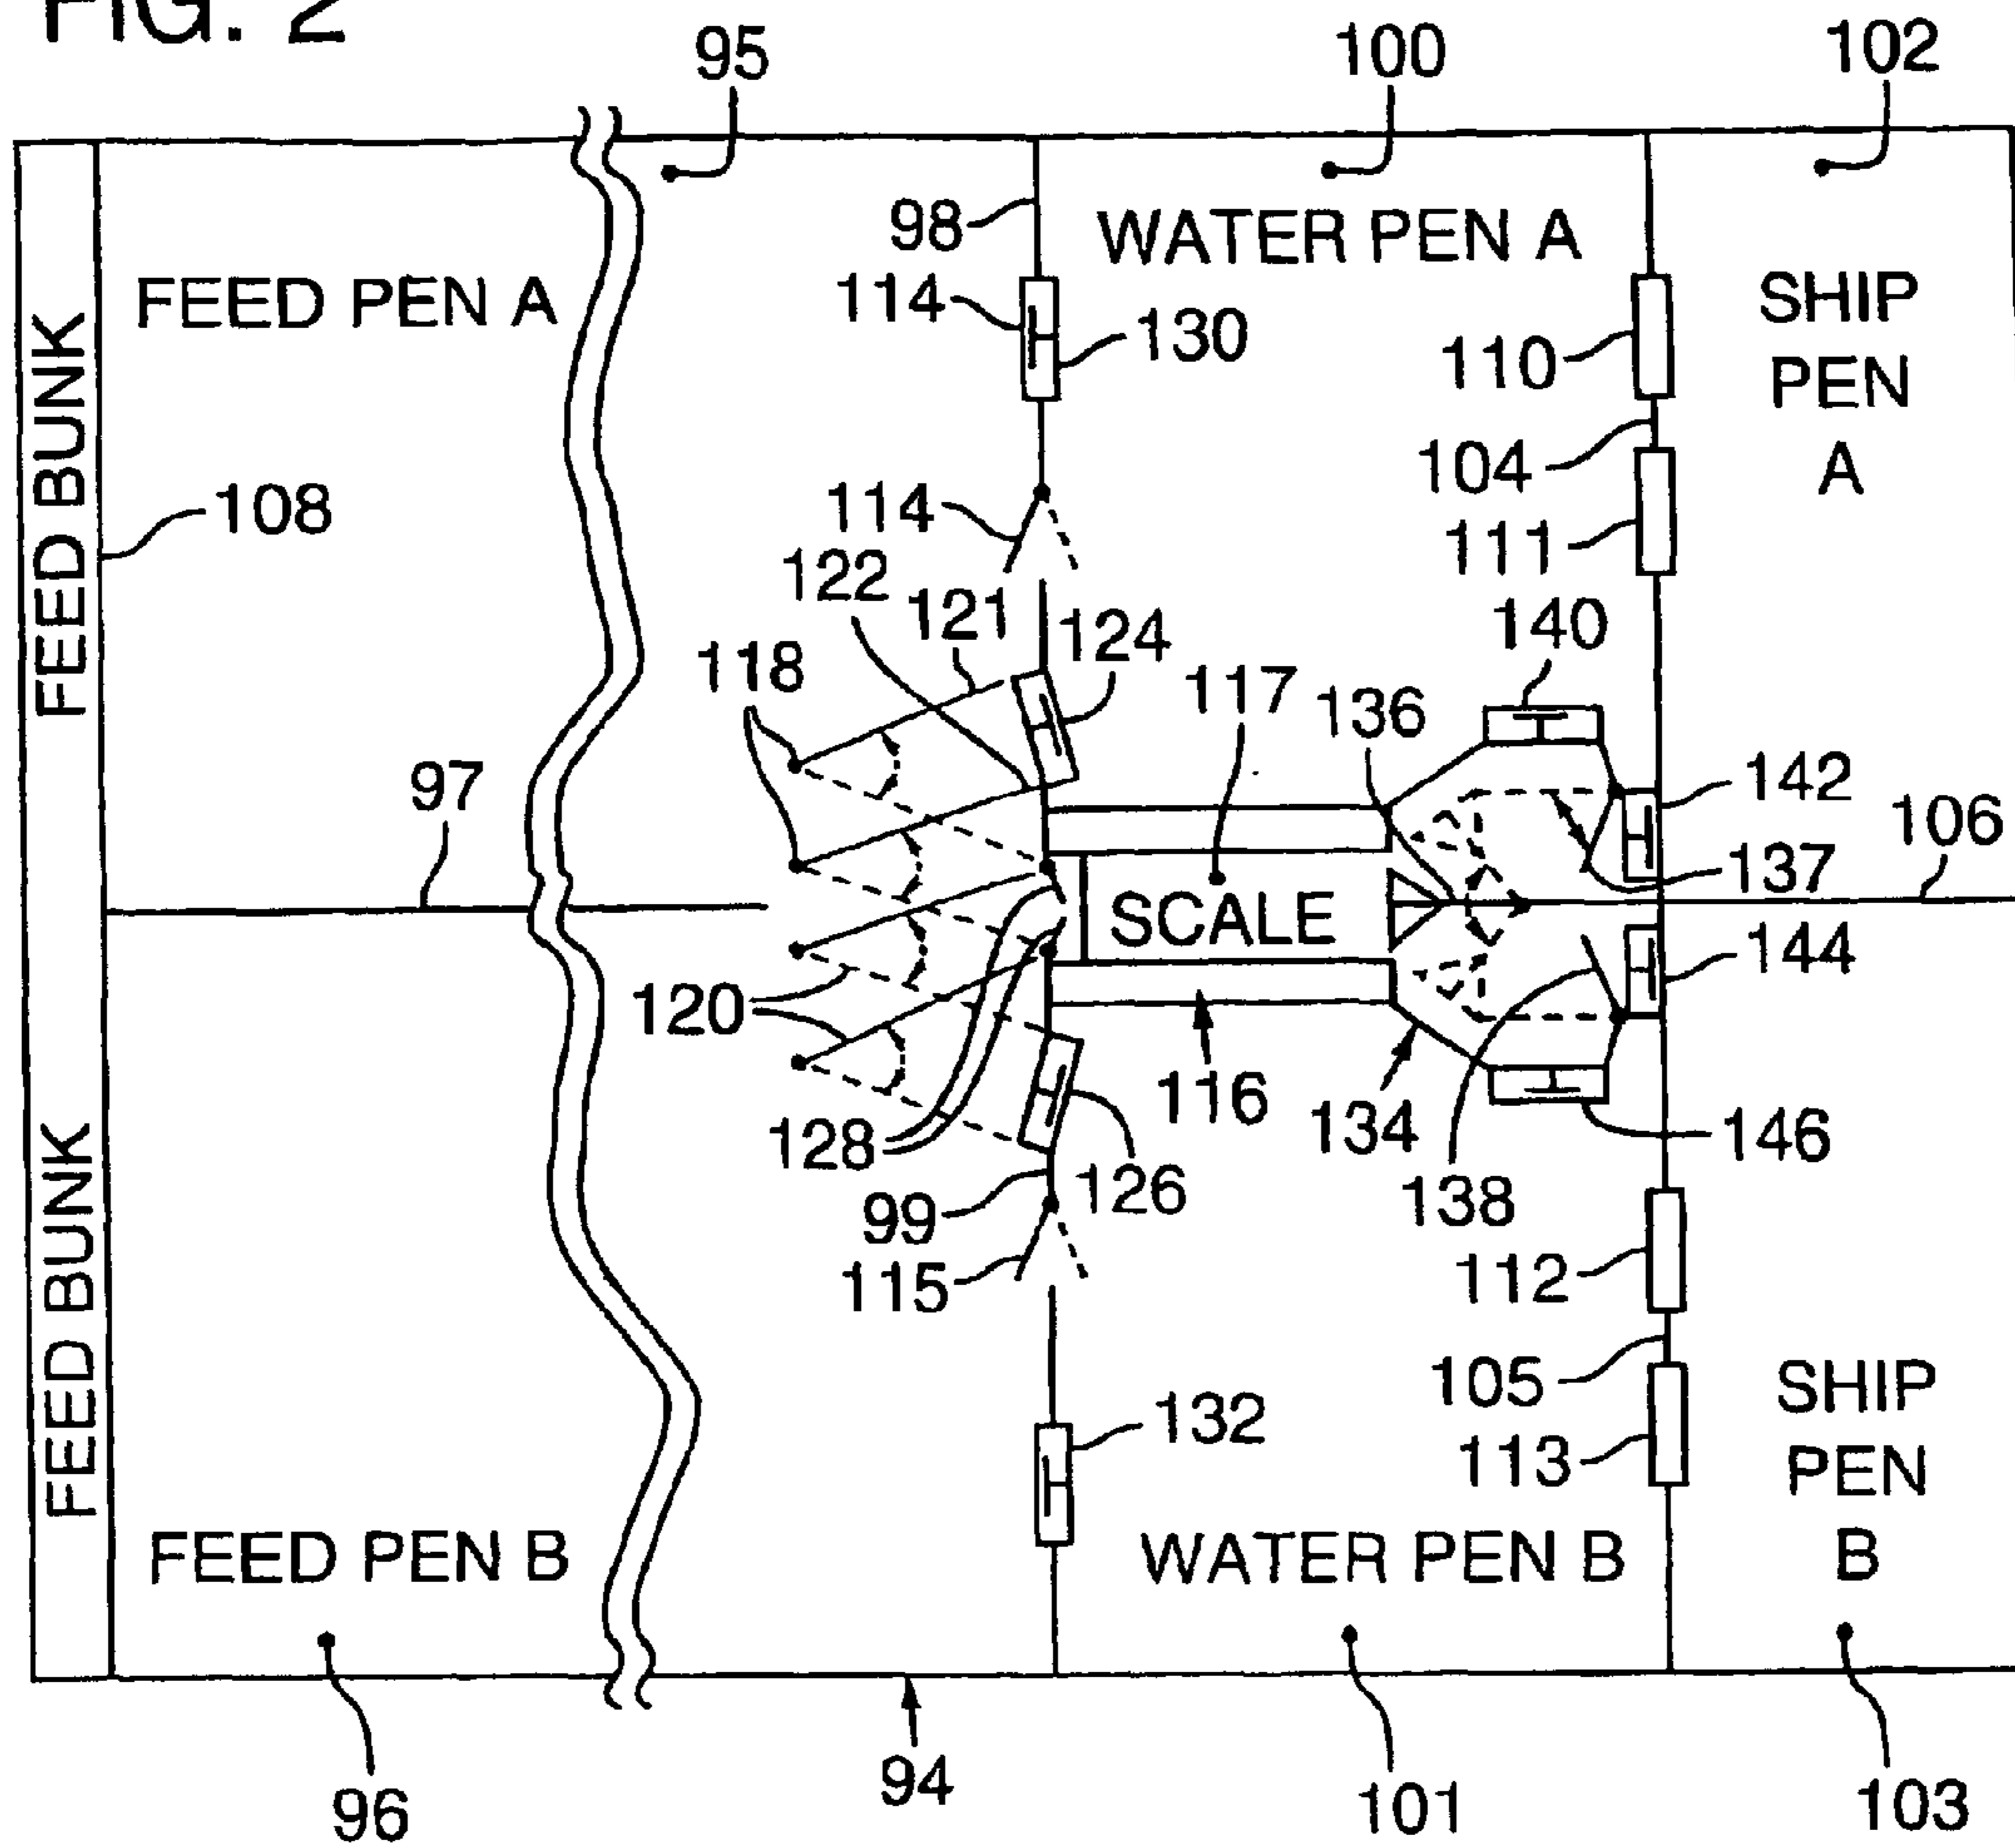 FIG. 2
95
100
102
98
WATER PEN A
FEED PEN A
114
130
SHIP
PEN
A
110
104
111
FEED BUNK
108
114
122
121
124
118
117
136
140
142
106
97
137
SCALE
144
120
128
116
134
138
146
99
126
115
112
105
113
132
SHIP
PEN
B
FEED BUNK
FEED PEN B
WATER PEN B
96
94
101
103